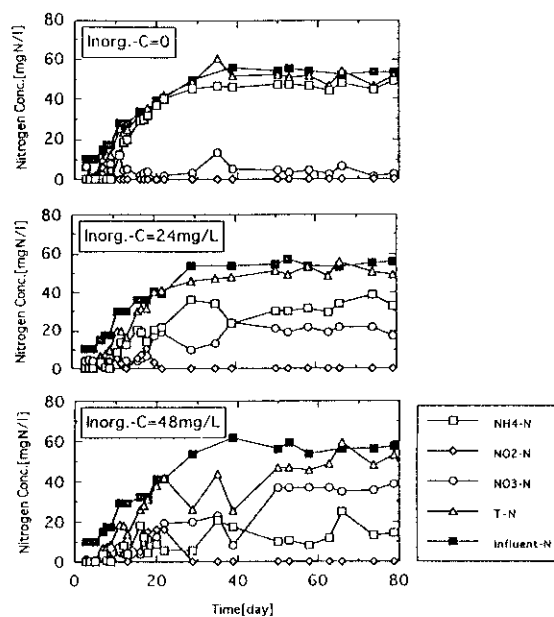 Inorg.-C=0
Nitrogen Conc.[mgN/l]
80
60
40
20
0
0 20 40 60 80
Inorg.-C=24mg/L
Nitrogen Conc.[mgN/l]
80
60
40
20
0
Inorg.-C=48mg/L
Nitrogen Conc.[mgN/l]
80
60
40
20
0
0 20 40 60 80
Time[day]
NH4-N
NO2-N
NO3-N
T-N
Influent-N